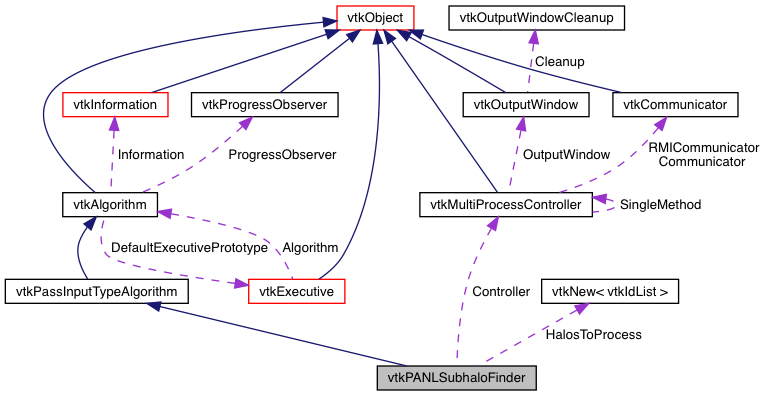 vtkObject
vtkOutputWindowCleanup
Cleanup
vtkInformation
vtkProgressObserver
vtkOutputWindow
vtkCommunicator
Information
ProgressObserver
OutputWindow
RMICommunicator
Communicator
vtkAlgorithm
vtkMultiProcessController
SingleMethod
DefaultExecutivePrototype
Algorithm
vtkPassInputTypeAlgorithm
vtkExecutive
Controller
vtkNew< vtkIdList >
HalosToProcess
vtkPANLSubhaloFinder